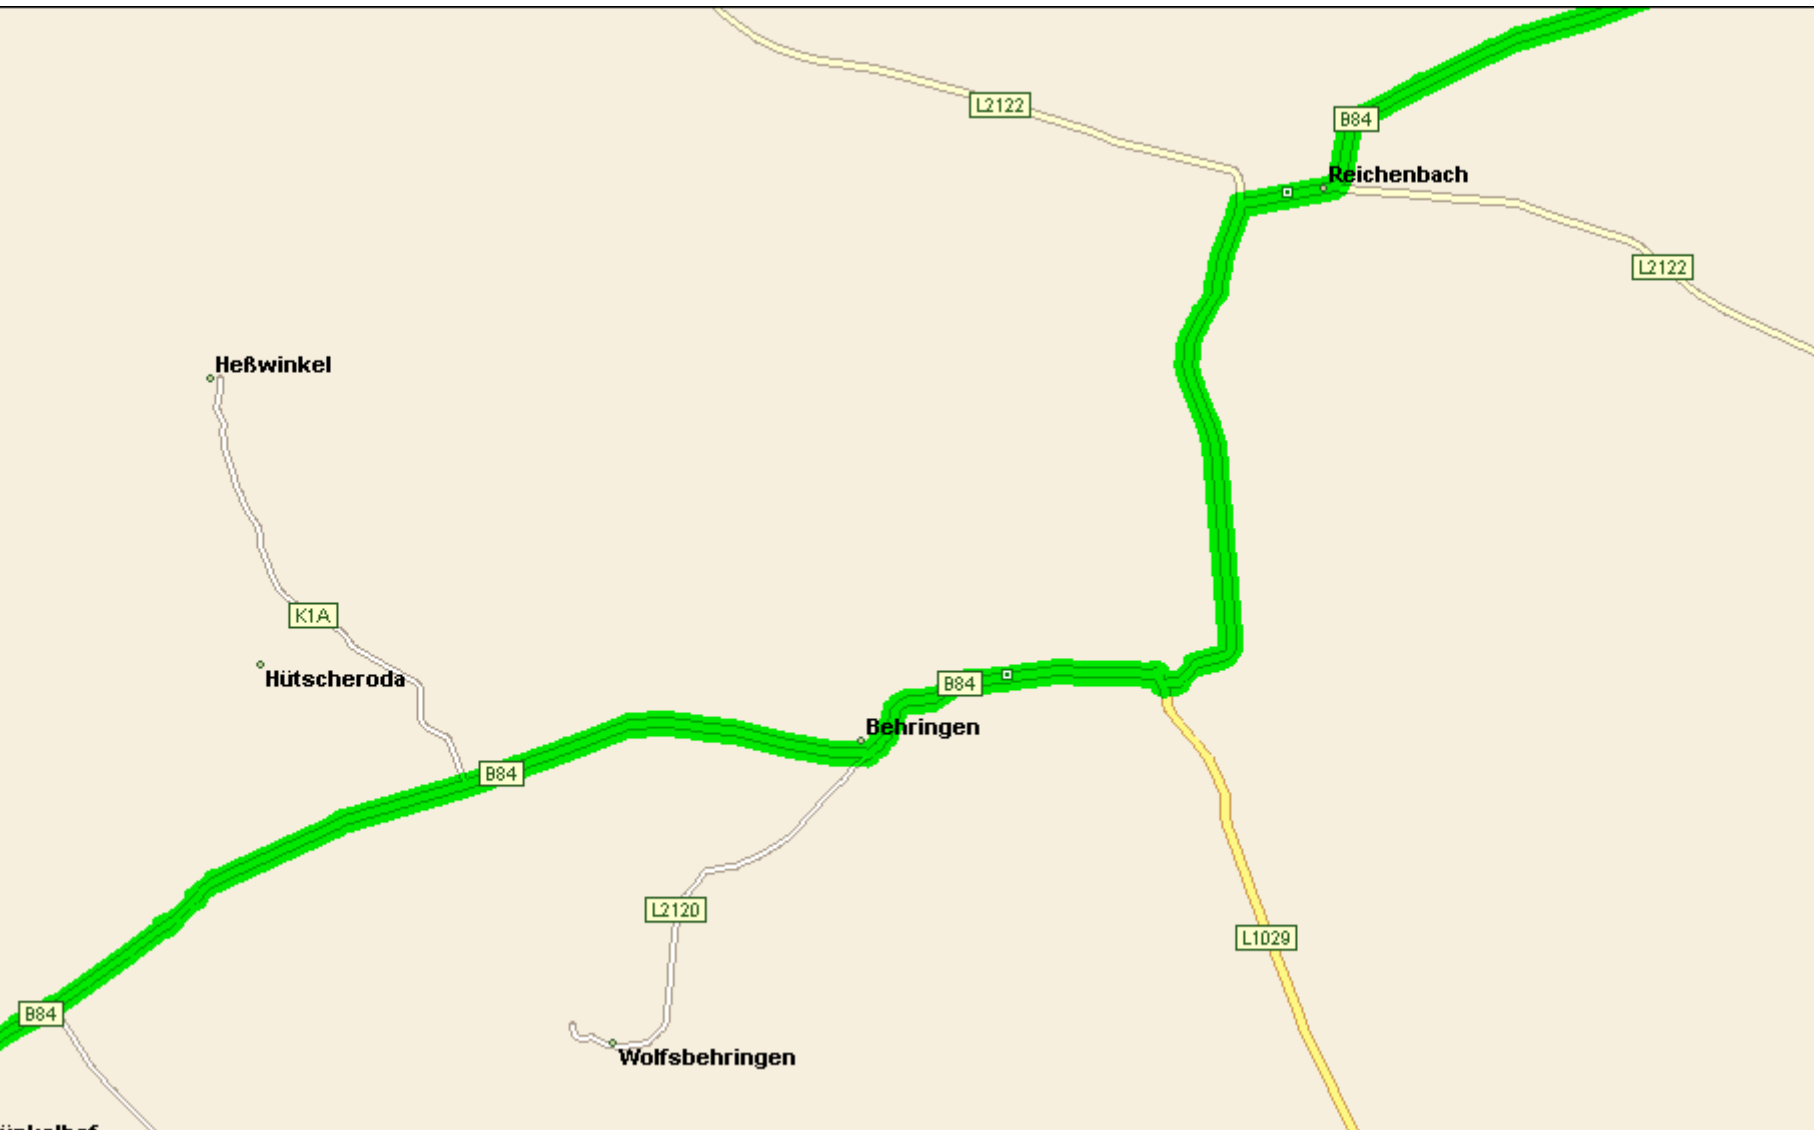 L2122
B84
Reichenbach
L2122
Heßwinkel
K1A
Hütscheroda
B84
Behringen
B84
L2120
L1029
B84
Wolfsbehringen